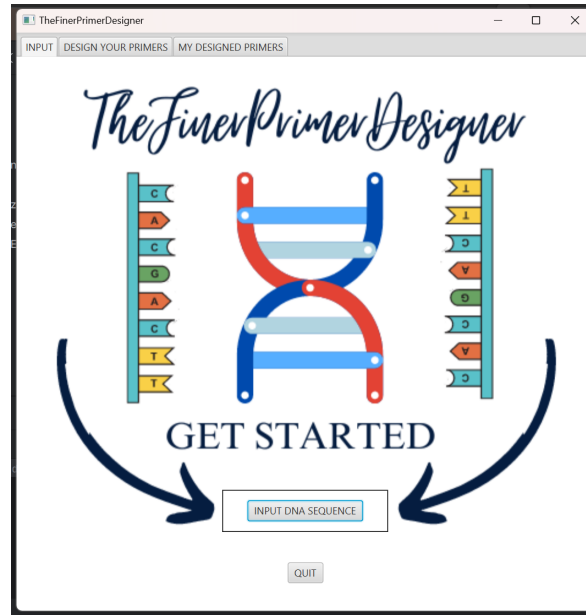 TheFinerPrimerDesigner
INPUT
DESIGN YOUR PRIMERS
MY DESIGNED PRIMERS
TheFinerPrimerDesigner
C
A
C
G
A
C
T
T
T
T
C
A
G
C
A
C
GET STARTED
INPUT DNA SEQUENCE
QUIT